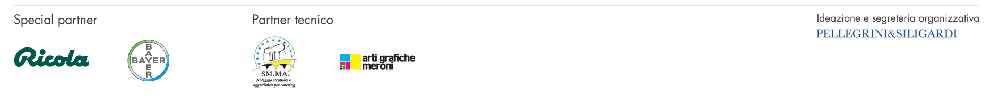 Special partner
Ricola
BAYER
BAYER
Partner tecnico
SM.MA.
Noleggio strutture e
oggettistica per catering
arti grafiche
meroni
Ideazione e segreteria organizzativa
PELLEGRINI&SILIGARDI